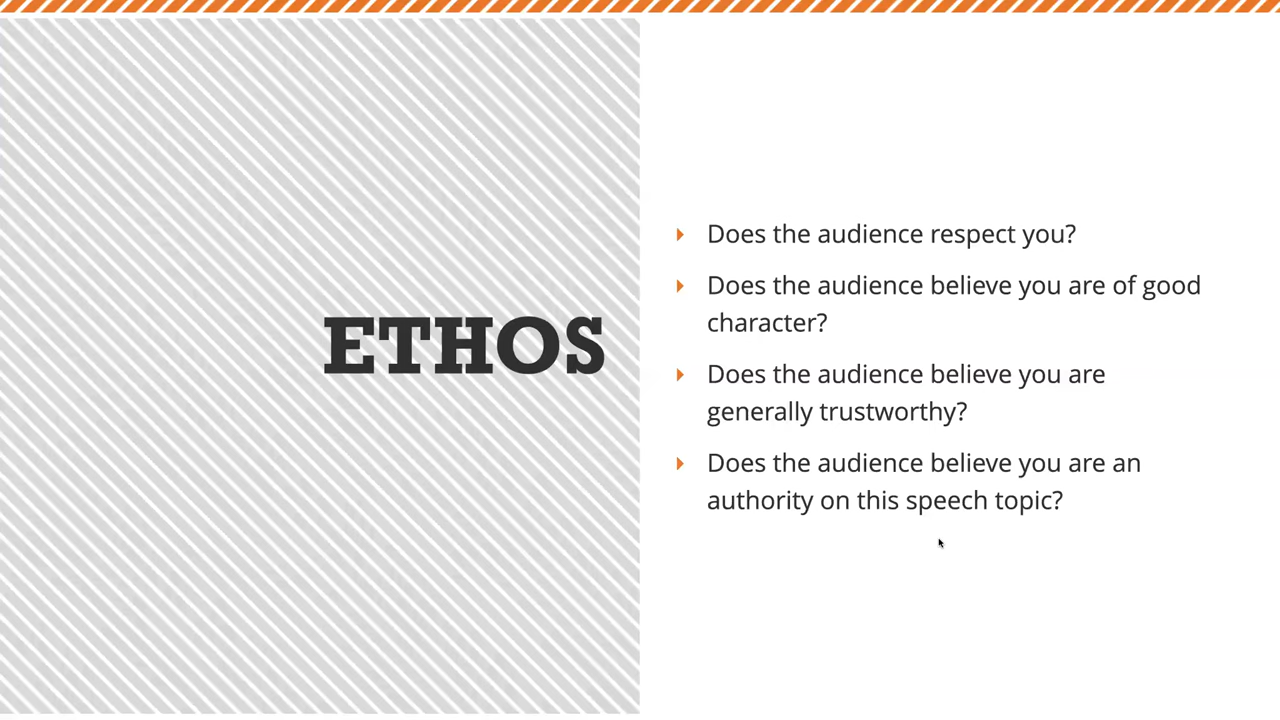 ETHOS
Does the audience respect you?
Does the audience believe you are of good
character?
Does the audience believe you are
generally trustworthy?
Does the audience believe you are an
authority on this speech topic?